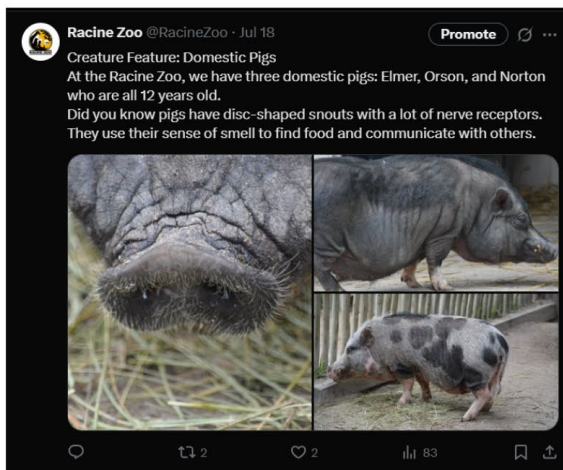 Racine Zoo @RacineZoo · Jul 18
Promote
Creature Feature: Domestic Pigs
At the Racine Zoo, we have three domestic pigs: Elmer, Orson, and Norton
who are all 12 years old.
Did you know pigs have disc-shaped snouts with a lot of nerve receptors.
They use their sense of smell to find food and communicate with others.
2
2
83